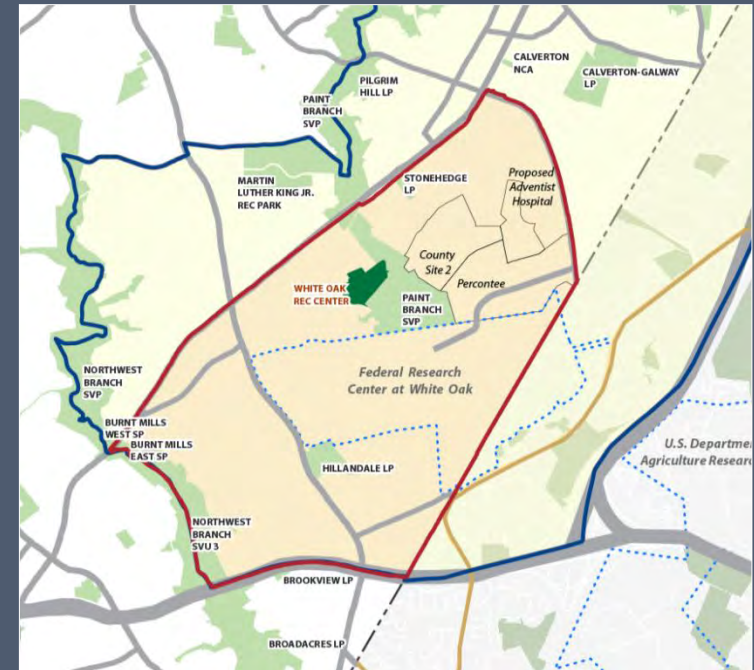 CALVERTON
NCA
CALVERTON-GALWAY
LP
PILGRIM
HILL LP
PAINT
BRANCH
SVP
MARTIN
LUTHER KING JR.
REC PARK
STONEHEDGE
LP
Proposed
Adventist
Hospital
County
Site 2
Percontee
WHITE OAK
REC CENTER
PAINT
BRANCH
SVP
NORTHWEST
BRANCH
SVP
Federal Research
Center at White Oak
BURNT MILLS
WEST SP
BURNT MILLS
EAST SP
HILLANDALE LP
U.S. Departme
Agriculture Resear
NORTHWEST
BRANCH
SVU 3
BROOKVIEW LP
BROADACRES LP